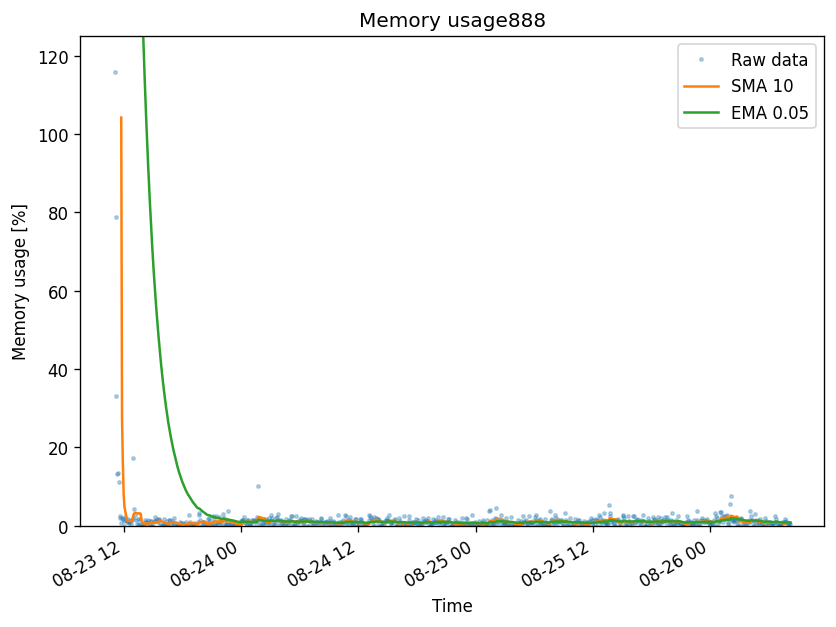 Memory usage888
Raw data
SMA 10
EMA 0.05
Memory usage [%]
120
100
80
60
40
20
0
08-23 12
08-24 00
08-24 12
08-25 00
08-25 12
08-26 00
Time